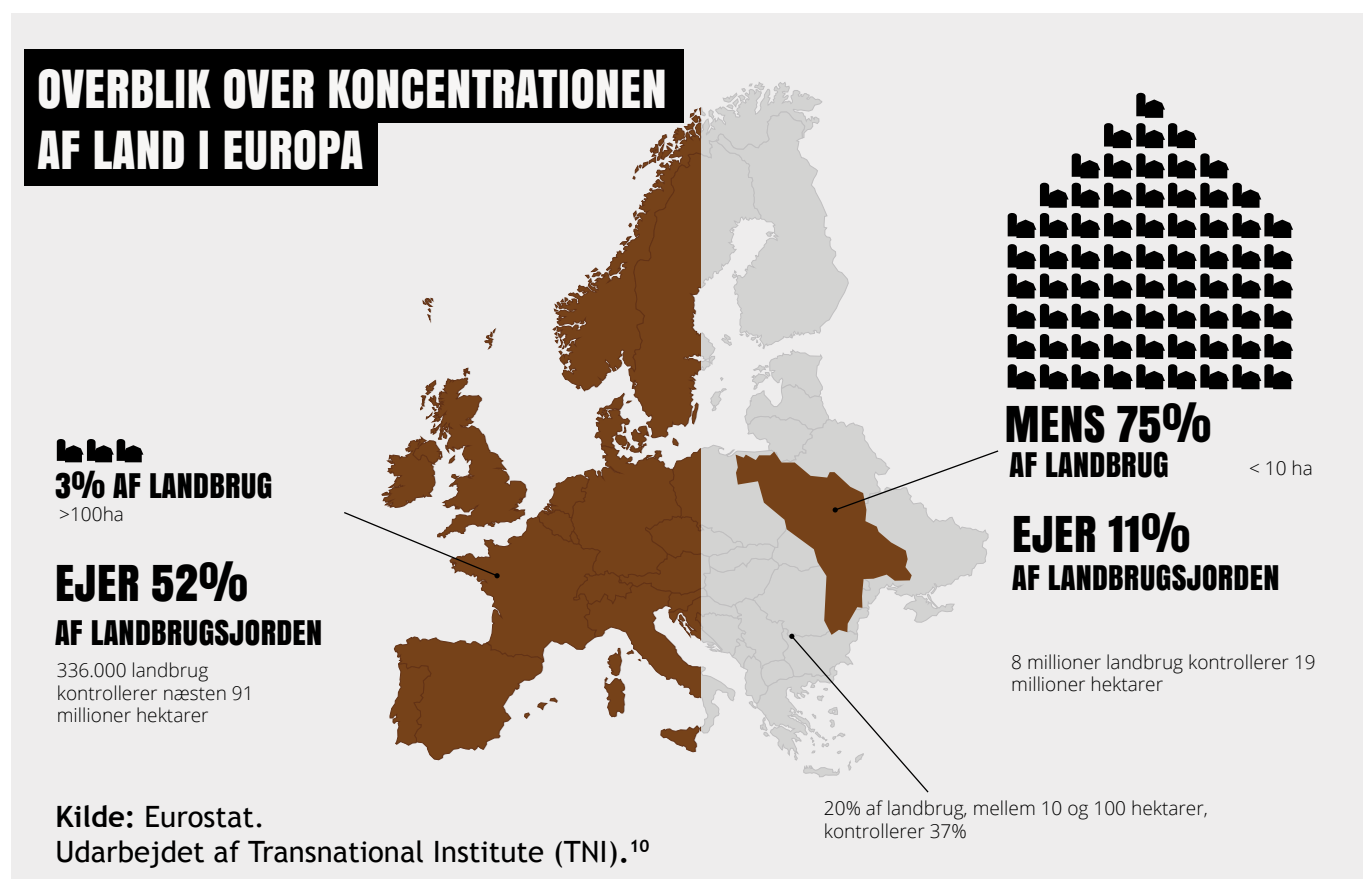 OVERBLIK OVER KONCENTRATIONEN
AF LAND I EUROPA
3% AF LANDBRUG
>100ha
EJER 52%
AF LANDBRUGSJORDEN
336.000 landbrug
kontrollerer næsten 91
millioner hektarer
MENS 75%
AF LANDBRUG
< 10 ha
EJER 11%
AF LANDBRUGSJORDEN
8 millioner landbrug kontrollerer 19
millioner hektarer
20% af landbrug, mellem 10 og 100 hektarer,
kontrollerer 37%
Kilde: Eurostat.
Udarbejdet af Transnational Institute (TNI).¹⁰